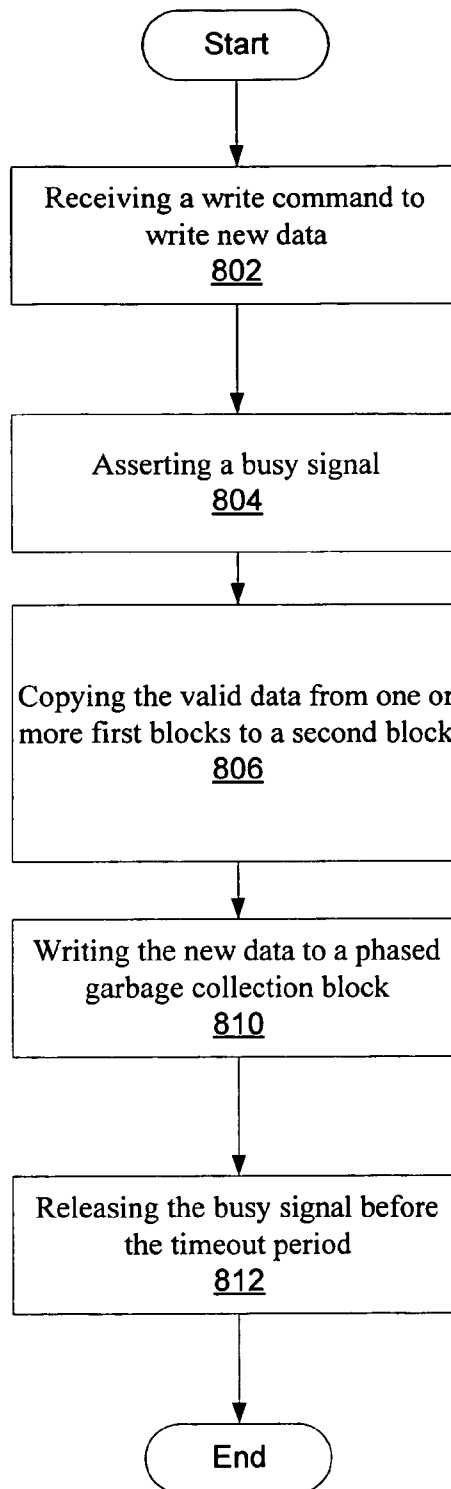 Start
Receiving a write command to
write new data
802
Asserting a busy signal
804
Copying the valid data from one or
more first blocks to a second block
806
Writing the new data to a phased
garbage collection block
810
Releasing the busy signal before
the timeout period
812
End